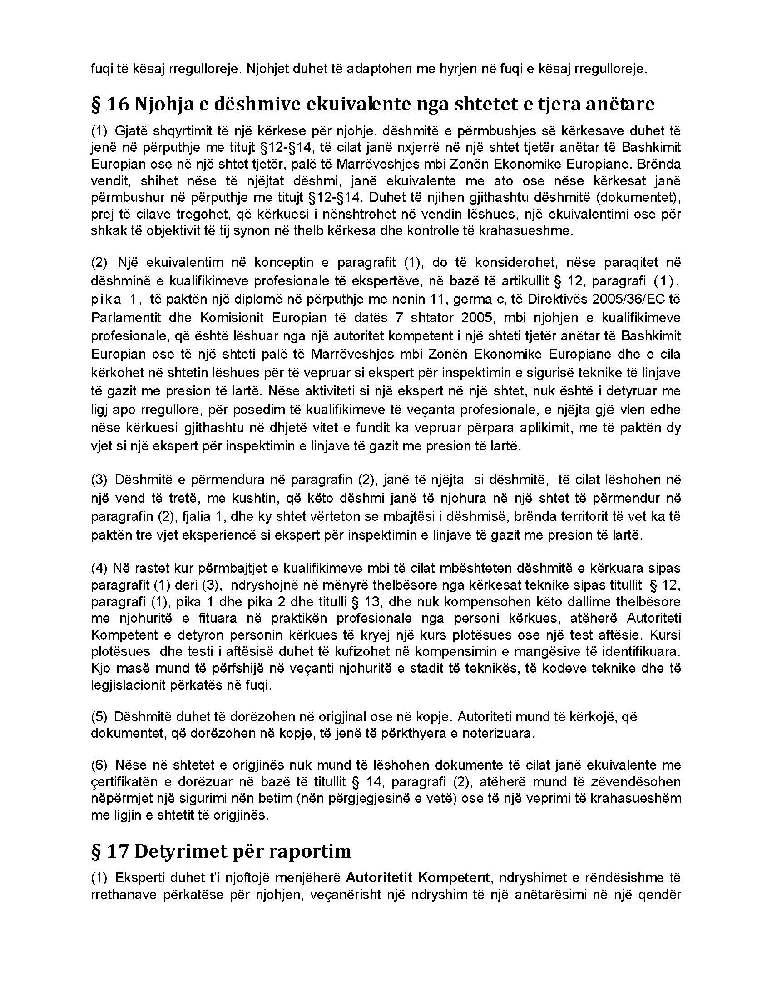 fuqi të kësaj rregulloreje. Njohjet duhet të adaptohen me hyrjen në fuqi e kësaj rregulloreje.
§ 16 Njohja e dëshmive ekuivalente nga shtetet e tjera anëtare
(1) Gjatë shqyrtimit të një kërkese për njohje, dëshmitë e përmbushjes së kërkesave duhet të
jenë në përputhje me titujt §12-§14, të cilat janë nxjerrë në një shtet tjetër anëtar të Bashkimit
Europian ose në një shtet tjetër, palë të Marrëveshjes mbi Zonën Ekonomike Europiane. Brënda
vendit, shihet nëse të njëjtat dëshmi, janë ekuivalente me ato ose nëse kërkesat janë
përmbushur në përputhje me titujt §12-§14. Duhet të njihen gjithashtu dëshmitë (dokumentet),
prej të cilave tregohet, që kërkuesi i nënshtrohet në vendin lëshues, një ekuivalentimi ose për
shkak të objektivit të tij synon në thelb kërkesa dhe kontrolle të krahasueshme.
(2) Një ekuivalentim në konceptin e paragrafit (1), do të konsiderohet, nëse paraqitet në
dëshminë e kualifikimeve profesionale të ekspertëve, në bazë të artikullit § 12, paragrafi (1),
pika 1, të paktën një diplomë në përputhje me nenin 11, germa c, të Direktivës 2005/36/EC të
Parlamentit dhe Komisionit Europian të datës 7 shtator 2005, mbi njohjen e kualifikimeve
profesionale, që është lëshuar nga një autoritet kompetent i një shteti tjetër anëtar të Bashkimit
Europian ose të një shteti palë të Marrëveshjes mbi Zonën Ekonomike Europiane dhe e cila
kërkohet në shtetin lëshues për të vepruar si ekspert për inspektimin e sigurisë teknike të linjave
të gazit me presion të lartë. Nëse aktiviteti si një ekspert në një shtet, nuk është i detyruar me
ligj apo rregullore, për posedim të kualifikimeve të veçanta profesionale, e njëjta gjë vlen edhe
nëse kërkuesi gjithashtu në dhjetë vitet e fundit ka vepruar përpara aplikimit, me të paktën dy
vjet si një ekspert për inspektimin e linjave të gazit me presion të lartë.
(3) Dëshmitë e përmendura në paragrafin (2), janë të njëjta si dëshmitë, të cilat lëshohen në
një vend të tretë, me kushtin, që këto dëshmi janë të njohura në një shtet të përmendur në
paragrafin (2), fjalia 1, dhe ky shtet vërteton se mbajtësi i dëshmisë, brënda territorit të vet ka të
paktën tre vjet eksperiencë si ekspert për inspektimin e linjave të gazit me presion të lartë.
(4) Në rastet kur përmbajtjet e kualifikimeve mbi të cilat mbështeten dëshmitë e kërkuara sipas
paragrafit (1) deri (3), ndryshojnë në mënyrë thelbësore nga kërkesat teknike sipas titullit § 12,
paragrafi (1), pika 1 dhe pika 2 dhe titulli § 13, dhe nuk kompensohen këto dallime thelbësore
me njohuritë e fituara në praktikën profesionale nga personi kërkues, atëherë Autoriteti
Kompetent e detyron personin kërkues të kryej një kurs plotësues ose një test aftësie. Kursi
plotësues dhe testi i aftësisë duhet të kufizohet në kompensimin e mangësive të identifikuara.
Kjo masë mund të përfshijë në veçanti njohuritë e stadit të teknikës, të kodeve teknike dhe të
legjislacionit përkatës në fuqi.
(5) Dëshmitë duhet të dorëzohen në origjinal ose në kopje. Autoriteti mund të kërkojë, që
dokumentet, që dorëzohen në kopje, të jenë të përkthyera e noterizuara.
(6) Nëse në shtetet e origjinës nuk mund të lëshohen dokumente të cilat janë ekuivalente me
çertifikatën e dorëzuar në bazë të titullit § 14, paragrafi (2), atëherë mund të zëvendësohen
nëpërmjet një sigurimi nën betim (nën përgjegjesinë e vetë) ose të një veprimi të krahasueshëm
me ligjin e shtetit të origjinës.
§ 17 Detyrimet për raportim
(1) Eksperti duhet t’i njoftojë menjëherë Autoritetit Kompetent, ndryshimet e rëndësishme të
rrethanave përkatëse për njohjen, veçanërisht një ndryshim të një anëtarësimi në një qendër